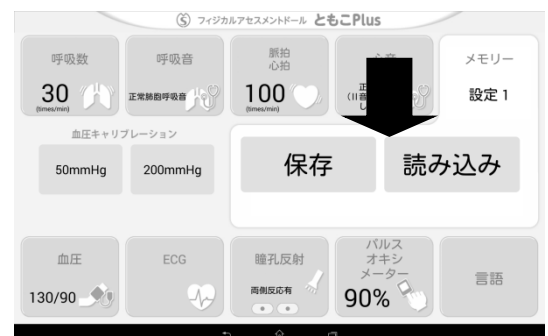 フィジカルアセスメントドール ともこPlus
呼吸数
30
(times/min)
呼吸音
正常肺胞呼吸音
脈拍
心拍
100
(times/min)
メモリー
設定 1
血圧キャリブレーション
50mmHg
200mmHg
保存
読み込み
血圧
130/90
ECG
瞳孔反射
両側反応有
パルス
オキシ
メーター
90%
言語